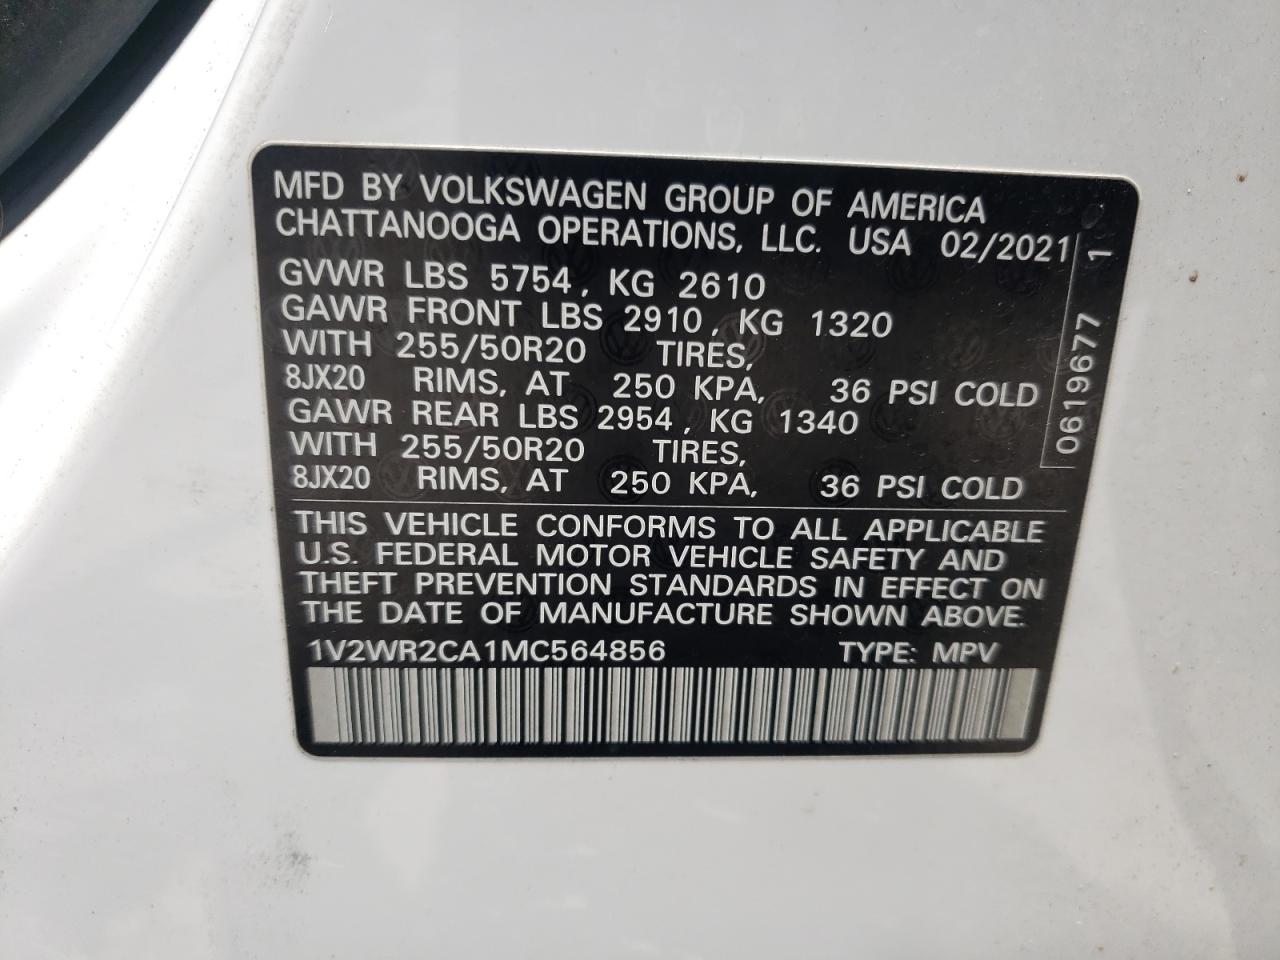 MFD BY VOLKSWAGEN GROUP OF AMERICA
CHATTANOOGA OPERATIONS, LLC. USA 02/2021
GVWR LBS 5754, KG 2610
GAWR FRONT LBS 2910, KG 1320
WITH 255/50R20 TIRES,
8JX20 RIMS, AT 250 KPA, 36 PSI COLD
GAWR REAR LBS 2954, KG 1340
WITH 255/50R20 TIRES,
8JX20 RIMS, AT 250 KPA, 36 PSI COLD
0619677 1
THIS VEHICLE CONFORMS TO ALL APPLICABLE
U.S. FEDERAL MOTOR VEHICLE SAFETY AND
THEFT PREVENTION STANDARDS IN EFFECT ON
THE DATE OF MANUFACTURE SHOWN ABOVE.
1V2WR2CA1MC564856 TYPE: MPV